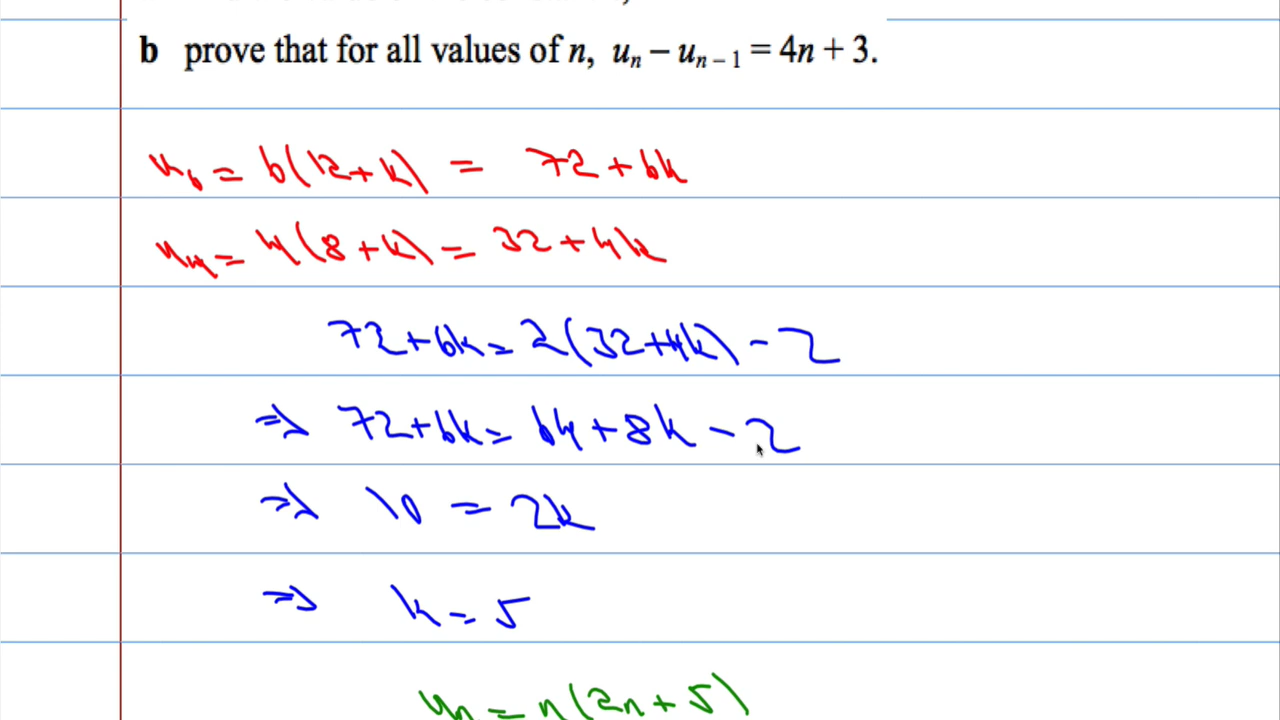 b prove that for all values of n, uₙ − uₙ₋₁ = 4n + 3.
u₆ = 6(12+k) = 72+6k
u₄ = 4(8+k) = 32+4k
72+6k = 2(32+4k) − 2
⇒ 72+6k = 64+8k − 2
⇒ 10 = 2k
⇒ k = 5
uₙ = n(2n+5)